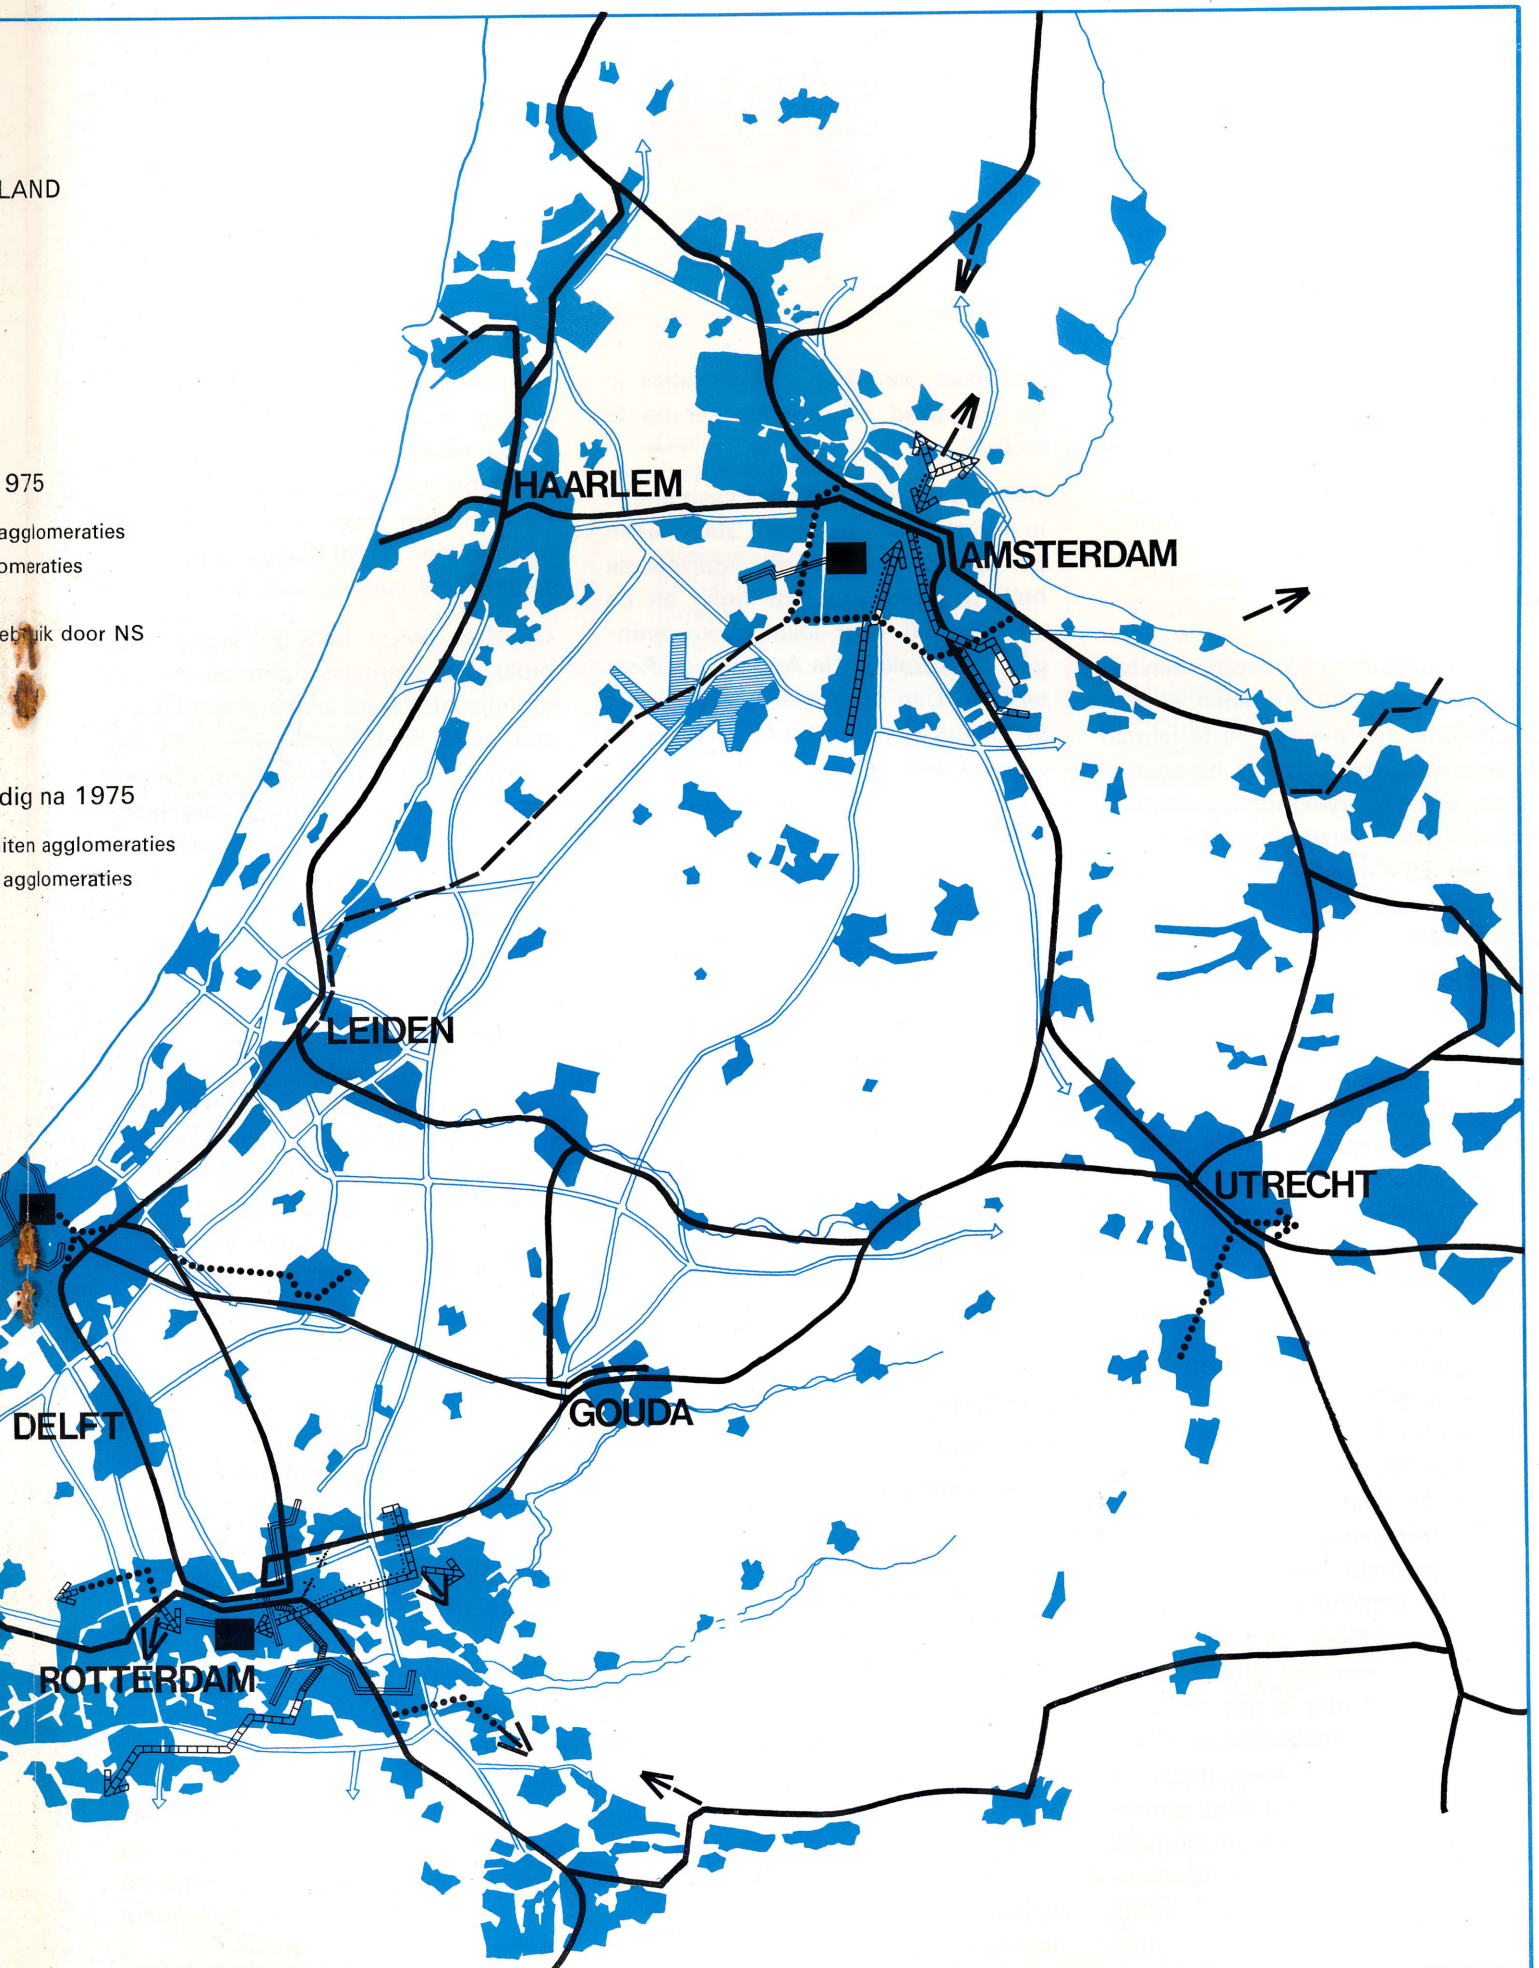 LAND
975
agglomeraties
omeraties
ebruik door NS
dig na 1975
iten agglomeraties
agglomeraties
HAARLEM
AMSTERDAM
LEIDEN
UTRECHT
GOUDA
DELFT
ROTTERDAM